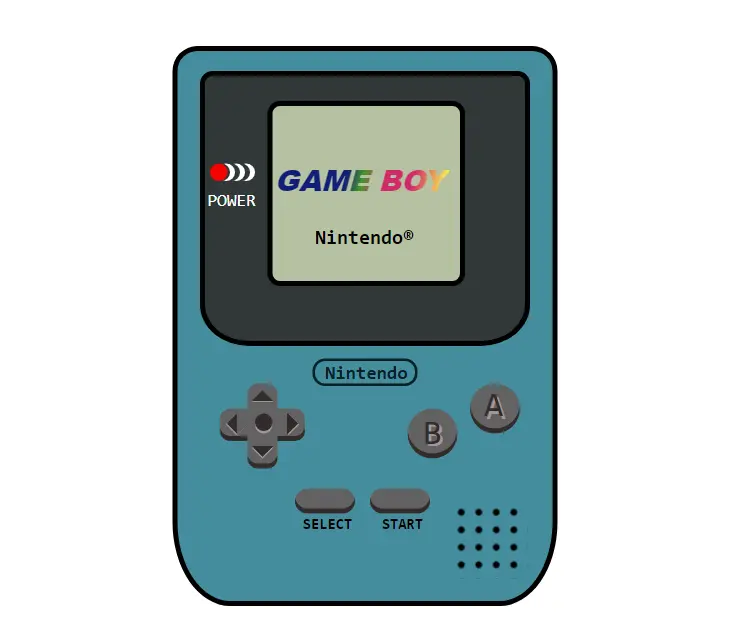 GAME BOY
Nintendo®
POWER
Nintendo
A
B
SELECT
START